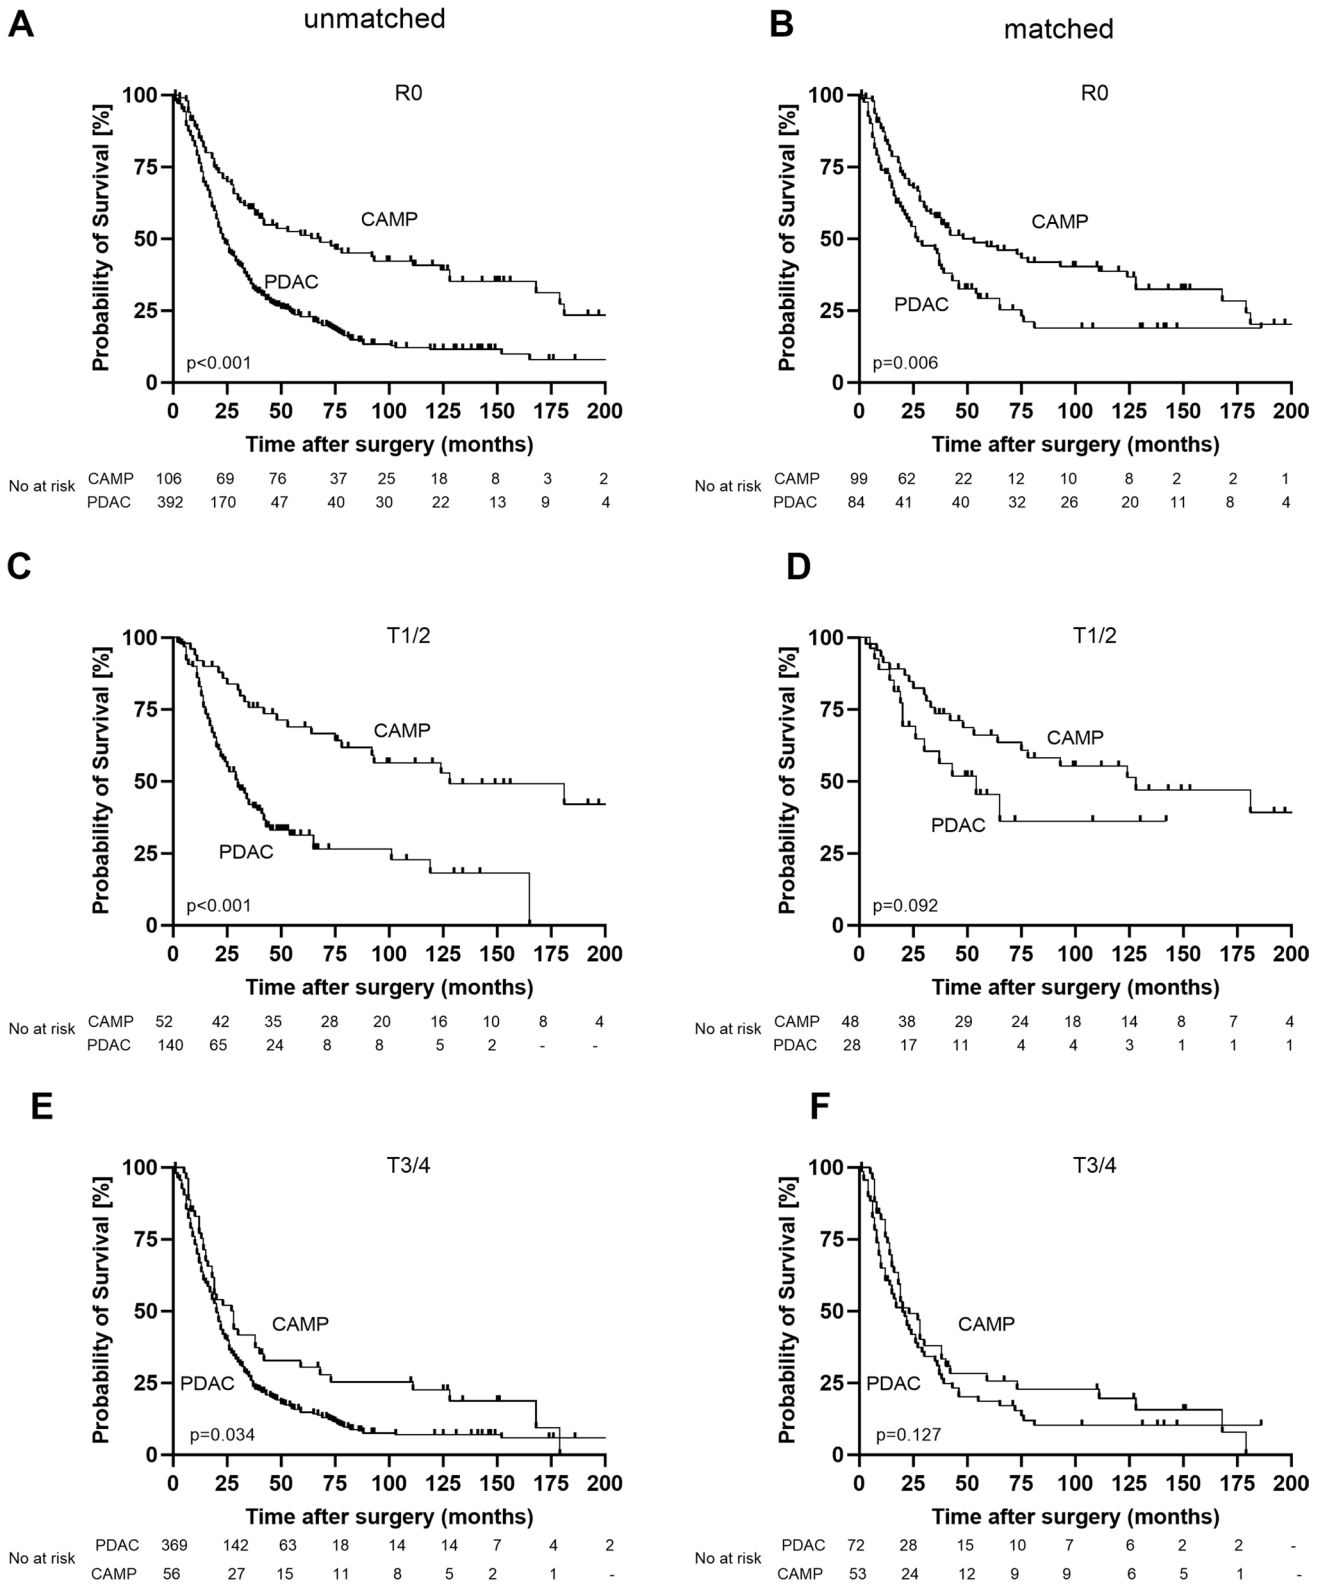 A
unmatched
B
matched
R0
100
75
50
25
0
Probability of Survival [%]
CAMP
PDAC
p<0.001
0 25 50 75 100 125 150 175 200
Time after surgery (months)
No at risk
CAMP 106 69 76 37 25 18 8 3 2
PDAC 392 170 47 40 30 22 13 9 4
R0
100
75
50
25
0
Probability of Survival [%]
CAMP
PDAC
p=0.006
0 25 50 75 100 125 150 175 200
Time after surgery (months)
No at risk
CAMP 99 62 22 12 10 8 2 2 1
PDAC 84 41 40 32 26 20 11 8 4
C
T1/2
100
75
50
25
0
Probability of Survival [%]
CAMP
PDAC
p<0.001
0 25 50 75 100 125 150 175 200
Time after surgery (months)
No at risk
CAMP 52 42 35 28 20 16 10 8 4
PDAC 140 65 24 8 8 5 2 - -
D
T1/2
100
75
50
25
0
Probability of Survival [%]
CAMP
PDAC
p=0.092
0 25 50 75 100 125 150 175 200
Time after surgery (months)
No at risk
CAMP 48 38 29 24 18 14 8 7 4
PDAC 28 17 11 4 4 3 1 1 1
E
T3/4
100
75
50
25
0
Probability of Survival [%]
CAMP
PDAC
p=0.034
0 25 50 75 100 125 150 175 200
Time after surgery (months)
No at risk
PDAC 369 142 63 18 14 14 7 4 2
CAMP 56 27 15 11 8 5 2 1 -
F
T3/4
100
75
50
25
0
Probability of Survival [%]
CAMP
PDAC
p=0.127
0 25 50 75 100 125 150 175 200
Time after surgery (months)
No at risk
PDAC 72 28 15 10 7 6 2 2 -
CAMP 53 24 12 9 9 6 5 1 -